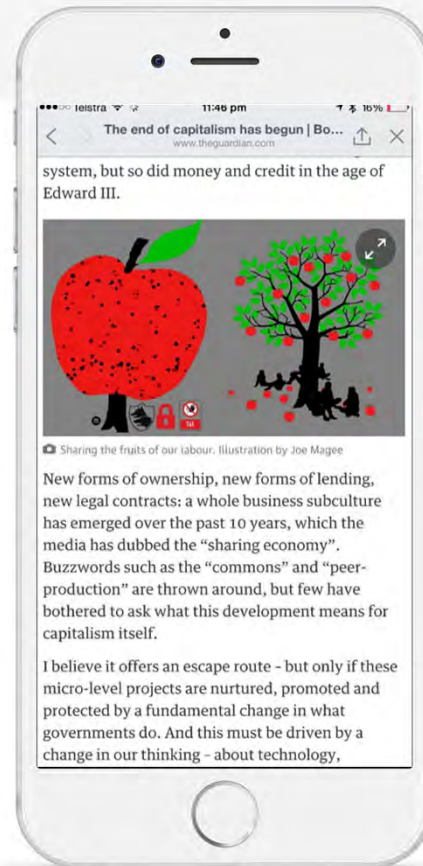 Telstra 11:46 pm 16%
The end of capitalism has begun | Bo...
www.theguardian.com
system, but so did money and credit in the age of
Edward III.
Sharing the fruits of our labour. Illustration by Joe Magee
New forms of ownership, new forms of lending,
new legal contracts: a whole business subculture
has emerged over the past 10 years, which the
media has dubbed the “sharing economy”.
Buzzwords such as the “commons” and “peer-
production” are thrown around, but few have
bothered to ask what this development means for
capitalism itself.
I believe it offers an escape route – but only if these
micro-level projects are nurtured, promoted and
protected by a fundamental change in what
governments do. And this must be driven by a
change in our thinking – about technology,